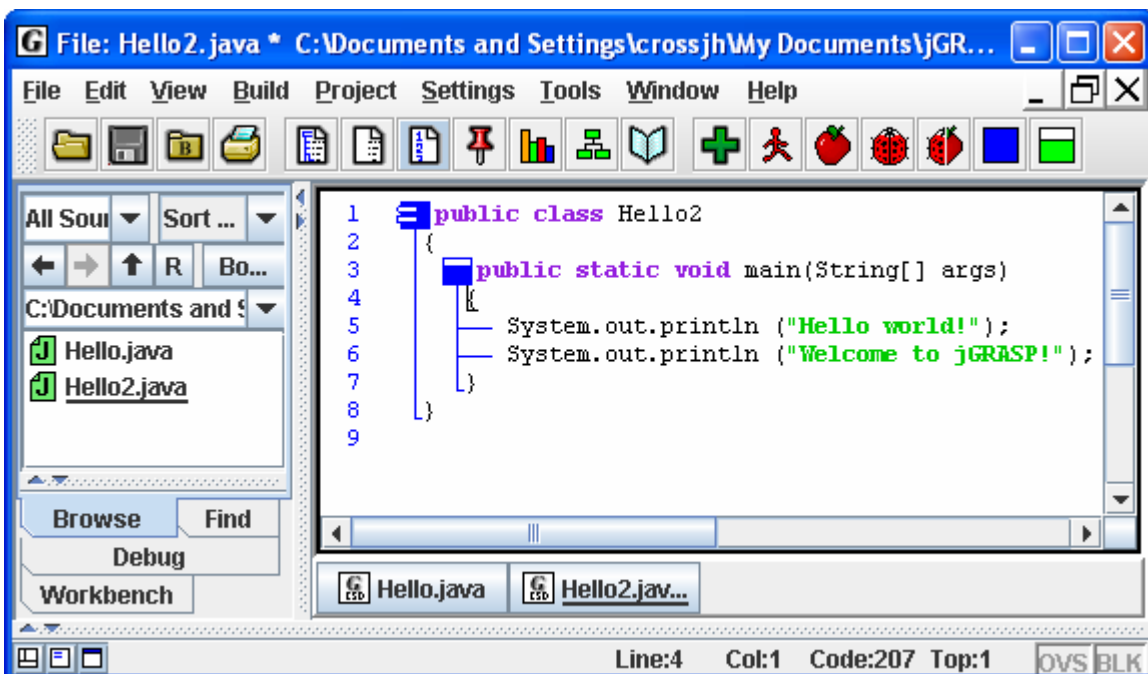 File: Hello2.java * C:\Documents and Settings\crossjh\My Documents\jGR...
File Edit View Build Project Settings Tools Window Help
All Sour Sort ...
R Bo...
C:\Documents and S
Hello.java
Hello2.java
Browse Find
Debug
Workbench
1 public class Hello2
2 {
3 public static void main(String[] args)
4 {
5 System.out.println ("Hello world!");
6 System.out.println ("Welcome to jGRASP!");
7 }
8 }
9
Hello.java Hello2.jav...
Line:4 Col:1 Code:207 Top:1 OVS BLK